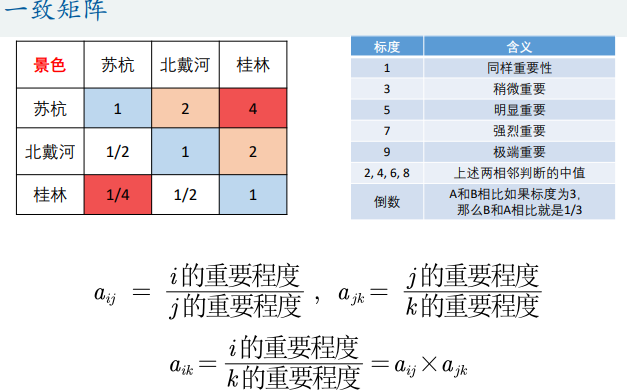 一致矩阵
景色 苏杭 北戴河 桂林
苏杭 1 2 4
北戴河 1/2 1 2
桂林 1/4 1/2 1
标度 含义
1 同样重要性
3 稍微重要
5 明显重要
7 强烈重要
9 极端重要
2, 4, 6, 8 上述两相邻判断的中值
倒数 A和B相比如果标度为3,
那么B和A相比就是1/3
a_{ij} = \frac{i的重要程度}{j的重要程度} , a_{jk} = \frac{j的重要程度}{k的重要程度}
a_{ik} = \frac{i的重要程度}{k的重要程度} = a_{ij} × a_{jk}